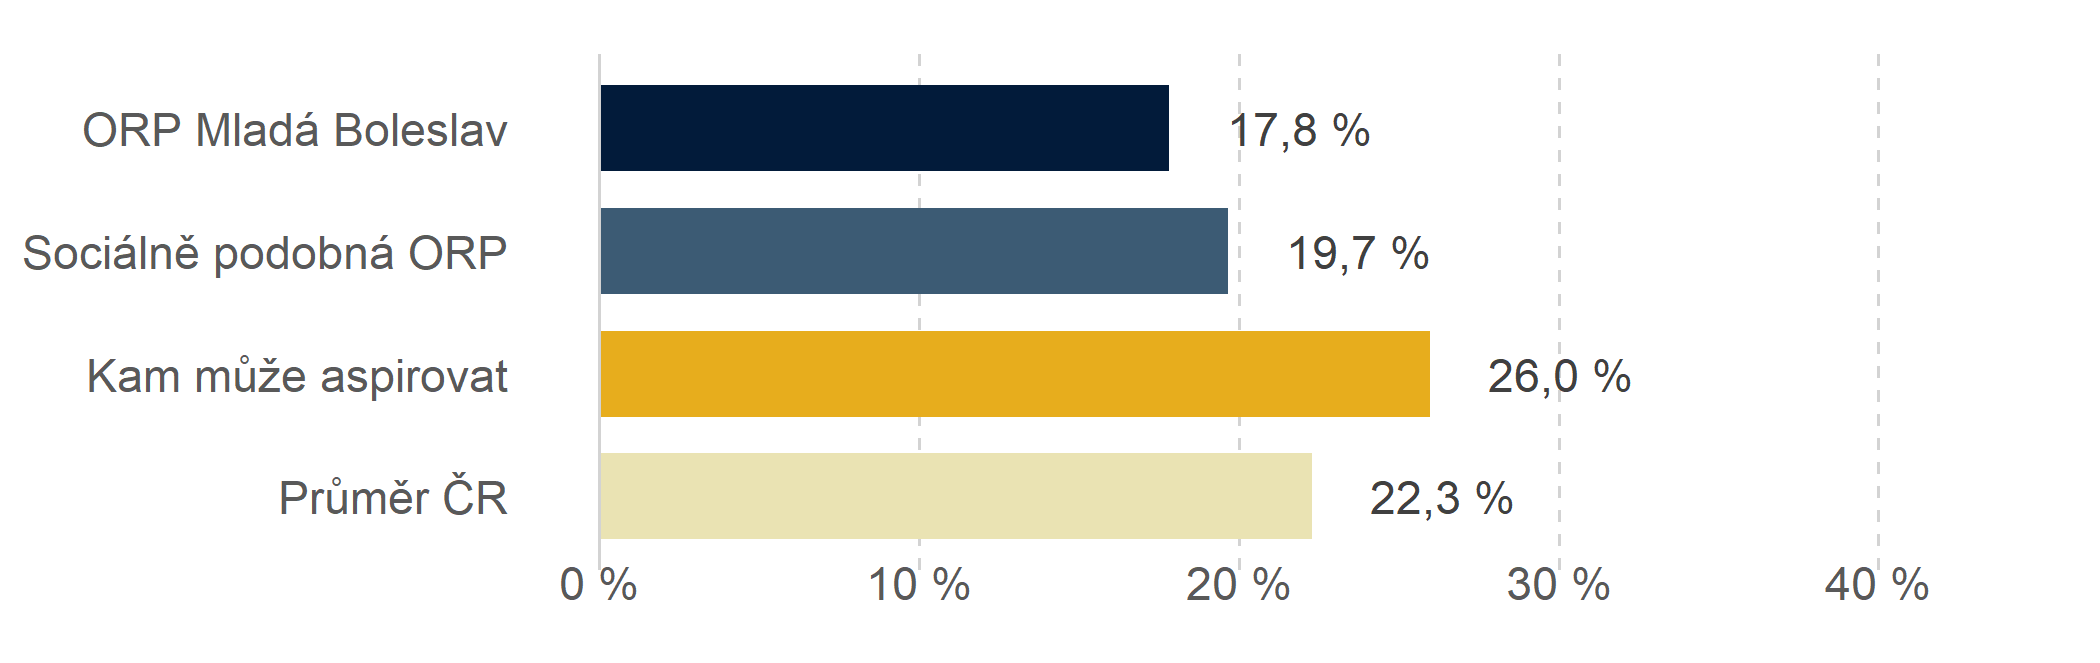 ORP Mladá Boleslav 17,8 %
Sociálně podobná ORP 19,7 %
Kam může aspirovat 26,0 %
Průměr ČR 22,3 %
0 % 10 % 20 % 30 % 40 %